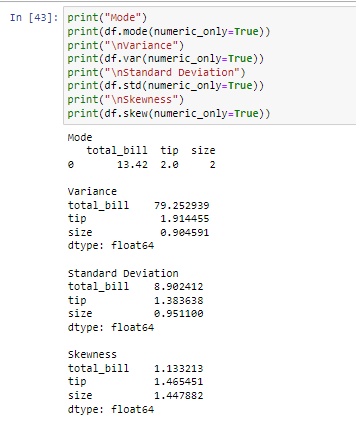 In [43]: print("Mode")
print(df.mode(numeric_only=True))
print("\nVariance")
print(df.var(numeric_only=True))
print("\nStandard Deviation")
print(df.std(numeric_only=True))
print("\nSkewness")
print(df.skew(numeric_only=True))
Mode
   total_bill  tip  size
0       13.42  2.0     2
Variance
total_bill    79.252939
tip            1.914455
size           0.904591
dtype: float64
Standard Deviation
total_bill    8.902412
tip           1.383638
size          0.951100
dtype: float64
Skewness
total_bill    1.133213
tip           1.465451
size          1.447882
dtype: float64